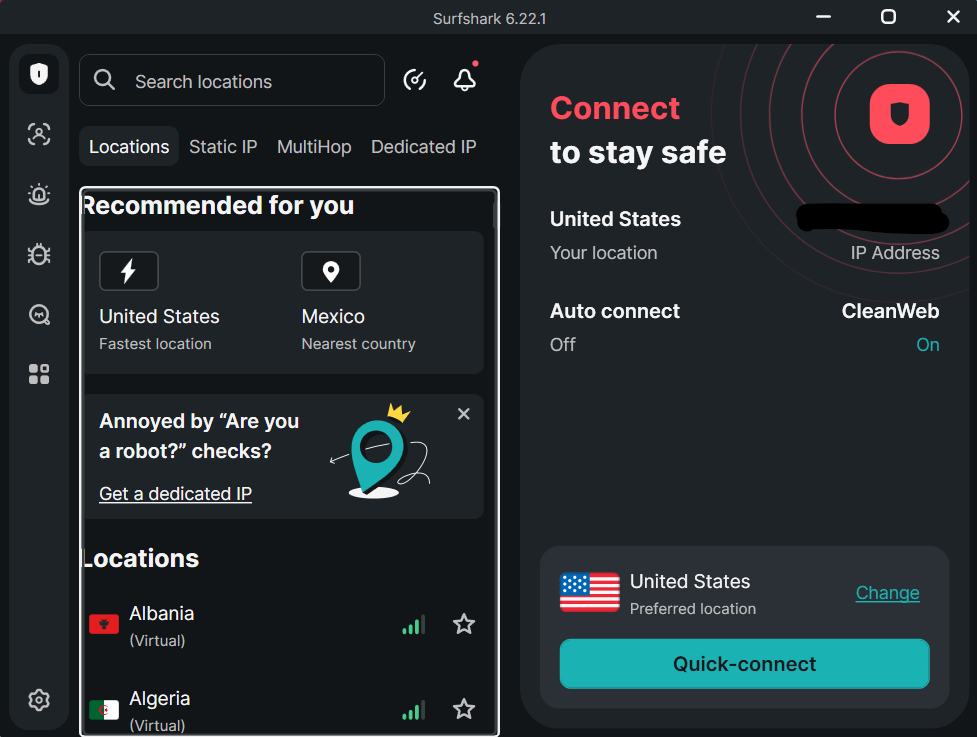 Surfshark 6.22.1
Search locations
Locations
Static IP
MultiHop
Dedicated IP
Recommended for you
United States
Fastest location
Mexico
Nearest country
Annoyed by “Are you
a robot?” checks?
Get a dedicated IP
Locations
Albania
(Virtual)
Algeria
(Virtual)
Connect
to stay safe
United States
Your location
IP Address
Auto connect
Off
CleanWeb
On
United States
Preferred location
Change
Quick-connect